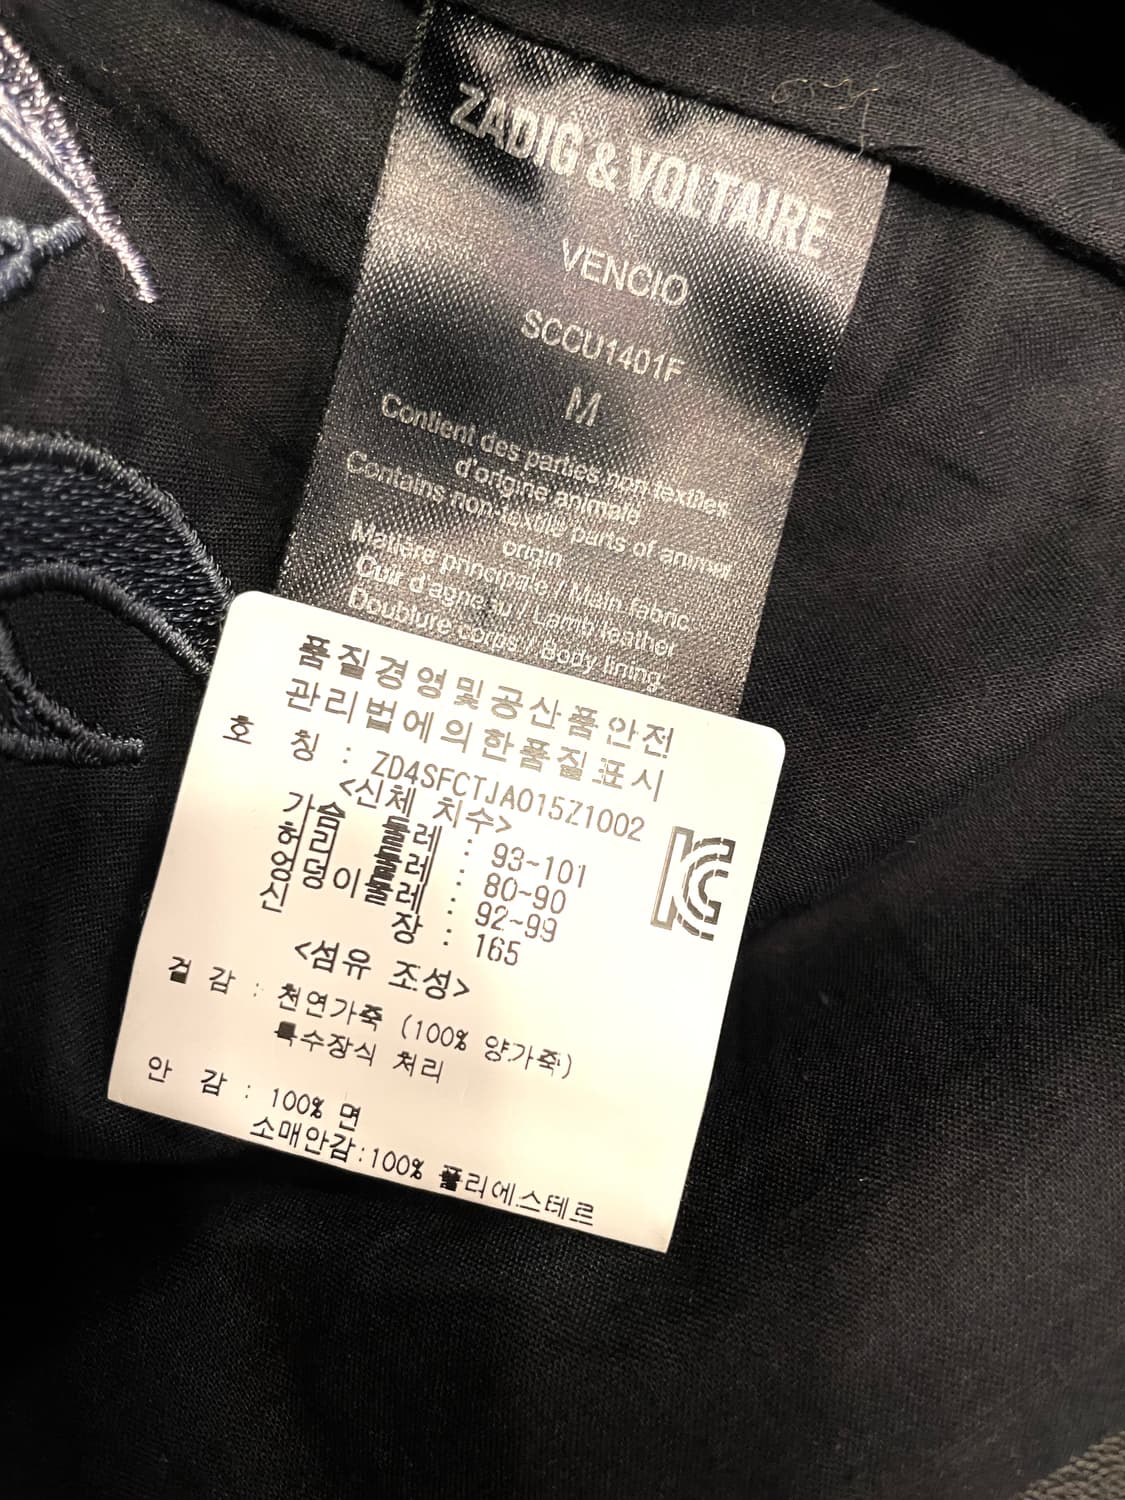 ZADIG & VOLTAIRE
VENCIO
SCCU1401F
M
Contient des parties non textiles
d'origine animale
Contains non-textile parts of animal
origin
Matière principale / Main fabric
Cuir d'agneau / Lamb leather
Doublure corps / Body lining
품질경영및공산품안전
관리법에의한품질표시
호 칭 : ZD4SFCTJA015Z1002
<신체 치수>
가슴 둘레 : 93~101
허리 둘레 : 80~90
엉덩이 둘레 : 92~99
신 장 : 165
<섬유 조성>
겉 감 : 천연가죽 (100% 양가죽)
특수장식 처리
안 감 : 100% 면
소매안감:100% 폴리에스테르